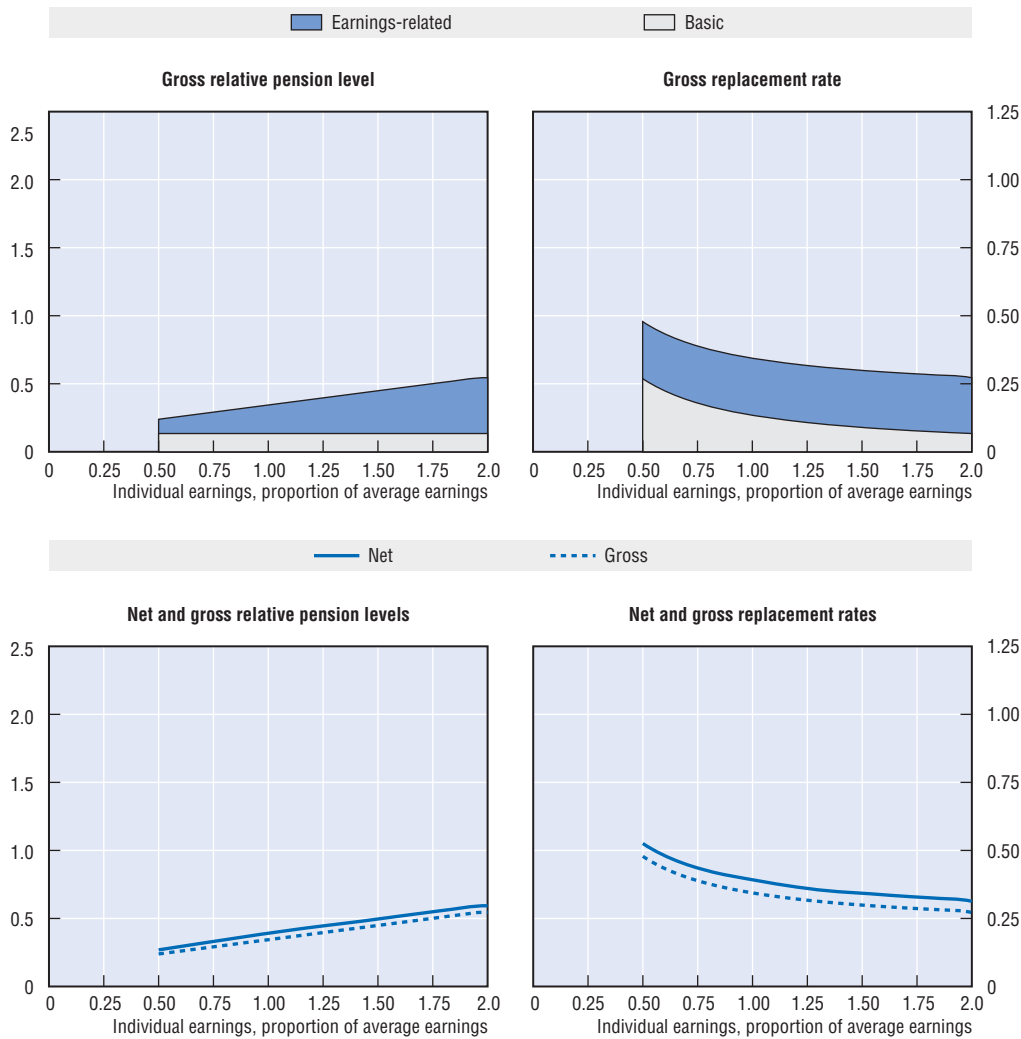 Earnings-related Basic
Gross relative pension level Gross replacement rate
2.5 1.25
2.0 1.00
1.5 0.75
1.0 0.50
0.5 0.25
0 0
0 0.25 0.50 0.75 1.00 1.25 1.50 1.75 2.0 0 0.25 0.50 0.75 1.00 1.25 1.50 1.75 2.0
Individual earnings, proportion of average earnings Individual earnings, proportion of average earnings
Net Gross
Net and gross relative pension levels Net and gross replacement rates
2.5 1.25
2.0 1.00
1.5 0.75
1.0 0.50
0.5 0.25
0 0
0 0.25 0.50 0.75 1.00 1.25 1.50 1.75 2.0 0 0.25 0.50 0.75 1.00 1.25 1.50 1.75 2.0
Individual earnings, proportion of average earnings Individual earnings, proportion of average earnings